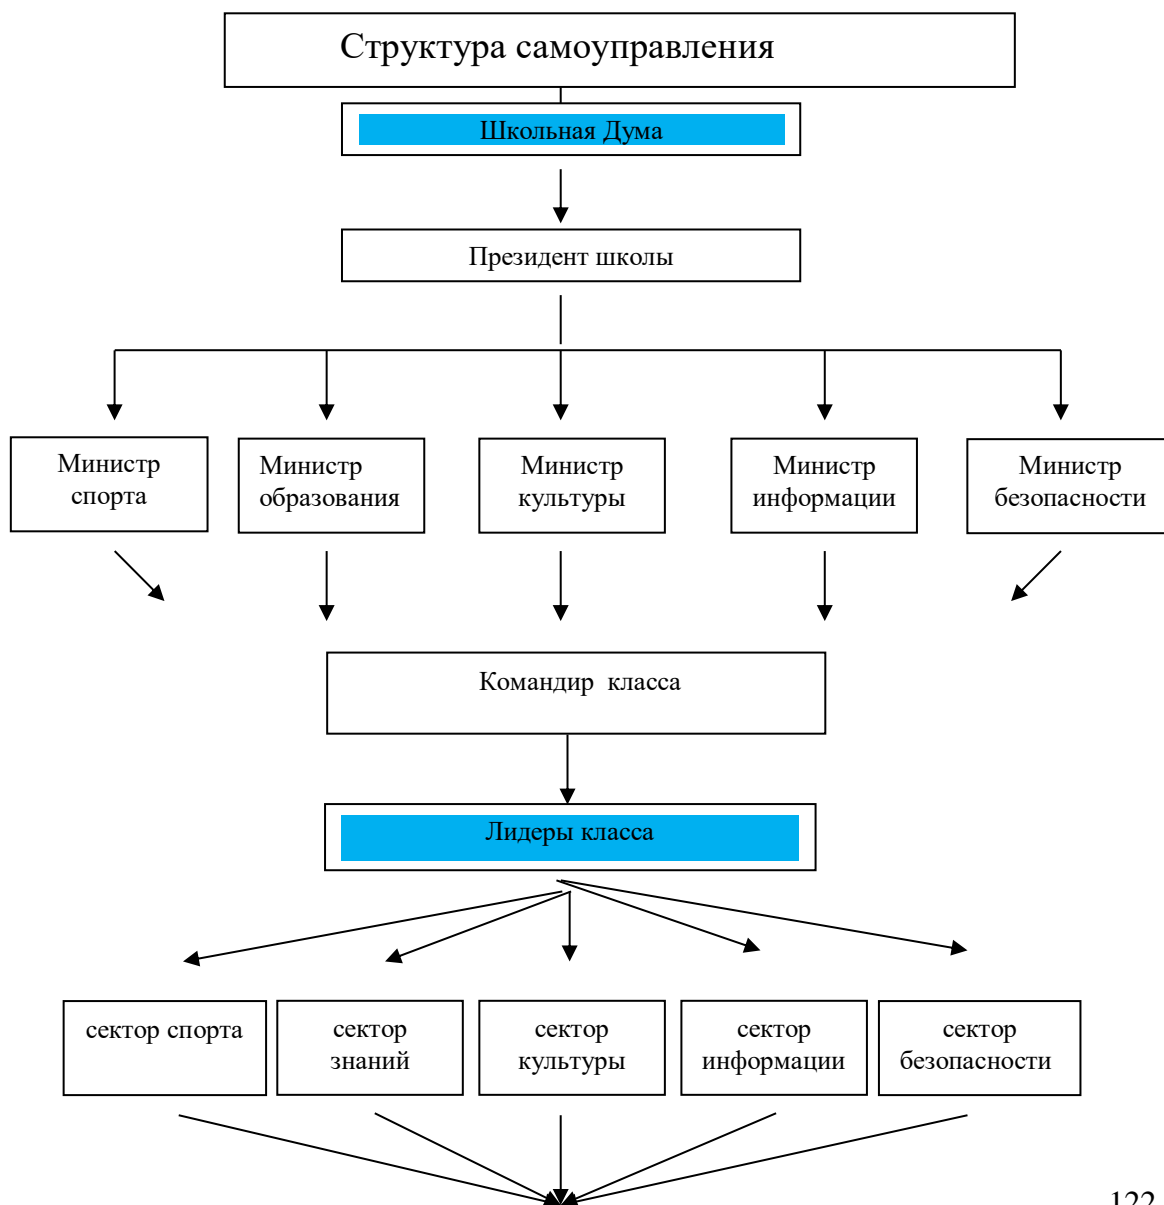 Структура самоуправления
Школьная Дума
Президент школы
Министр
спорта
Министр
образования
Министр
культуры
Министр
информации
Министр
безопасности
Командир  класса
Лидеры класса
сектор спорта
сектор
знаний
сектор
культуры
сектор
информации
сектор
безопасности
122